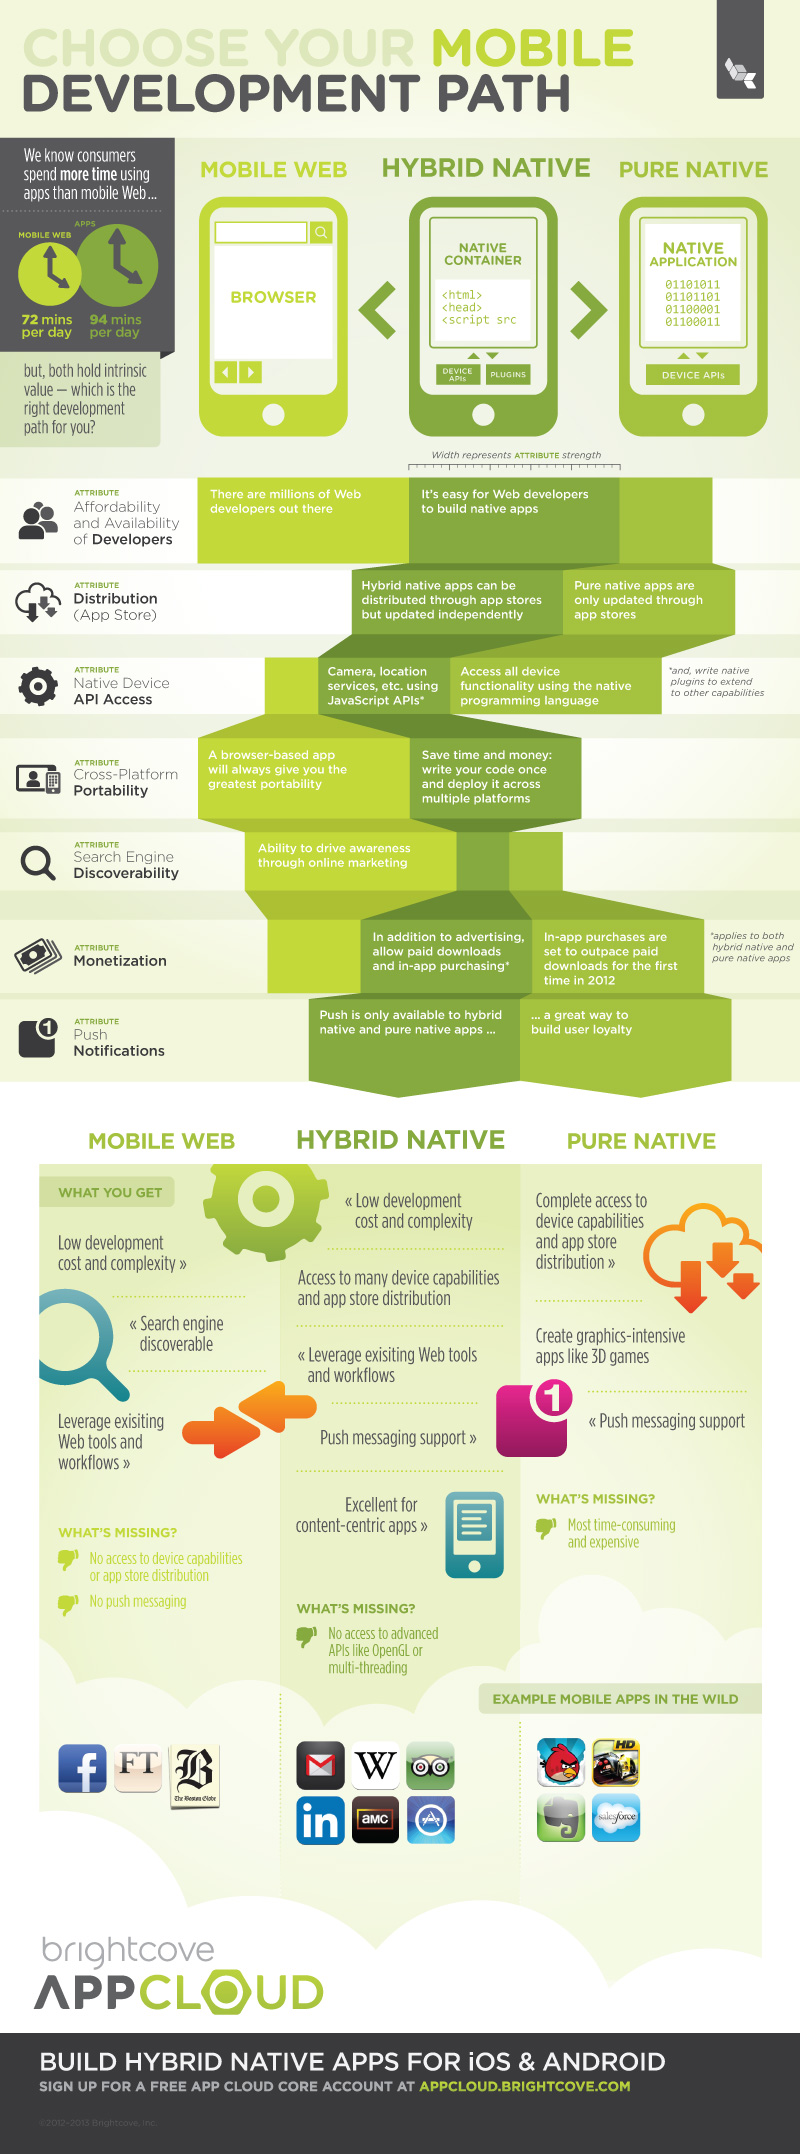 CHOOSE YOUR MOBILE
DEVELOPMENT PATH
We know consumers
spend more time using
apps than mobile Web...
MOBILE WEB
APPS
72 mins
per day
94 mins
per day
but, both hold intrinsic
value — which is the
right development
path for you?
MOBILE WEB
HYBRID NATIVE
PURE NATIVE
BROWSER
NATIVE
CONTAINER
<html>
<head>
<script src
DEVICE
APIs
PLUGINS
NATIVE
APPLICATION
01101011
01101101
01100001
01100011
DEVICE APIs
Width represents ATTRIBUTE strength
ATTRIBUTE
Affordability
and Availability
of Developers
There are millions of Web
developers out there
It's easy for Web developers
to build native apps
ATTRIBUTE
Distribution
(App Store)
Hybrid native apps can be
distributed through app stores
but updated independently
Pure native apps are
only updated through
app stores
ATTRIBUTE
Native Device
API Access
Camera, location
services, etc. using
JavaScript APIs*
Access all device
functionality using the native
programming language
*and, write native
plugins to extend
to other capabilities
ATTRIBUTE
Cross-Platform
Portability
A browser-based app
will always give you the
greatest portability
Save time and money:
write your code once
and deploy it across
multiple platforms
ATTRIBUTE
Search Engine
Discoverability
Ability to drive awareness
through online marketing
ATTRIBUTE
Monetization
In addition to advertising,
allow paid downloads
and in-app purchasing*
In-app purchases are
set to outpace paid
downloads for the first
time in 2012
*applies to both
hybrid native and
pure native apps
1
ATTRIBUTE
Push
Notifications
Push is only available to hybrid
native and pure native apps ...
... a great way to
build user loyalty
MOBILE WEB
HYBRID NATIVE
PURE NATIVE
WHAT YOU GET
Low development
cost and complexity »
« Search engine
discoverable
Leverage exisiting
Web tools and
workflows »
WHAT'S MISSING?
No access to device capabilities
or app store distribution
No push messaging
« Low development
cost and complexity
Access to many device capabilities
and app store distribution
« Leverage exisiting Web tools
and workflows
Push messaging support »
Excellent for
content-centric apps »
WHAT'S MISSING?
No access to advanced
APIs like OpenGL or
multi-threading
Complete access to
device capabilities
and app store
distribution »
Create graphics-intensive
apps like 3D games
1
« Push messaging support
WHAT'S MISSING?
Most time-consuming
and expensive
EXAMPLE MOBILE APPS IN THE WILD
f
FT
B
The Boston Globe
W
in
aMC
HD
salesforce
brightcove
APPCLOUD
BUILD HYBRID NATIVE APPS FOR iOS & ANDROID
SIGN UP FOR A FREE APP CLOUD CORE ACCOUNT AT APPCLOUD.BRIGHTCOVE.COM
©2012-2013 Brightcove, Inc.